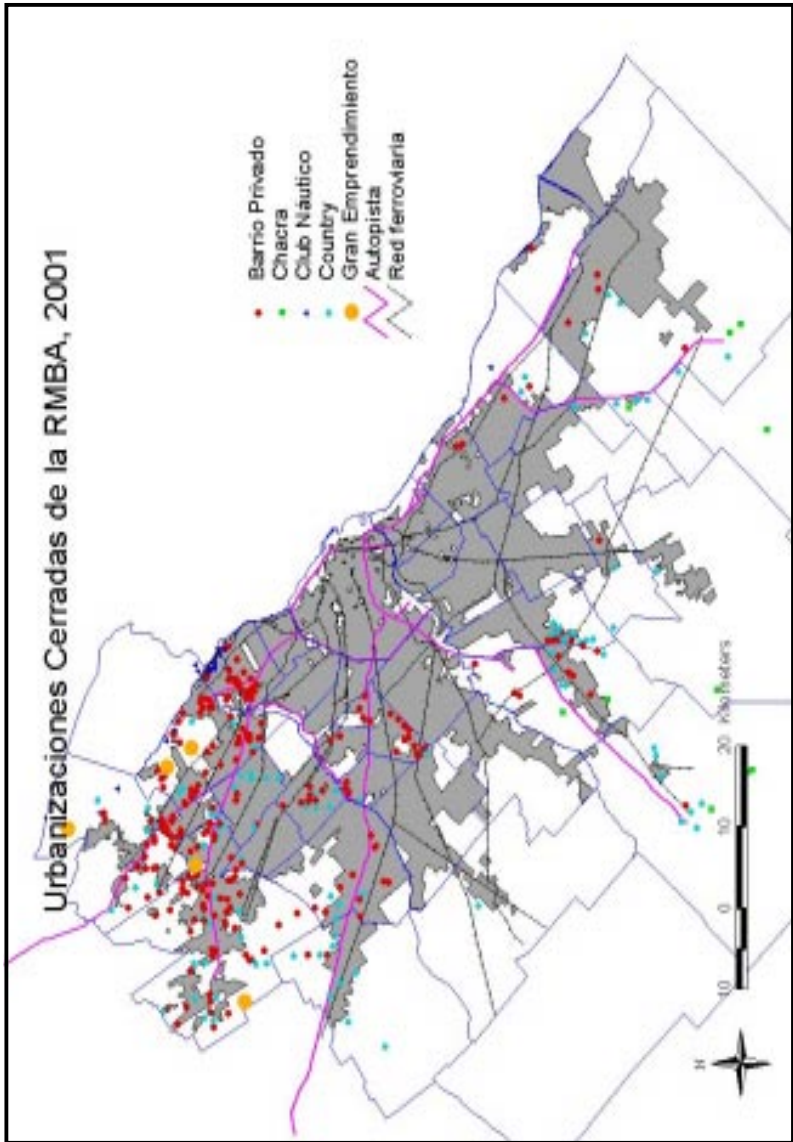 Urbanizaciones Cerradas de la RMBA, 2001
Barrio Privado
Chacra
Club Náutico
Country
Gran Emprendimiento
Autopista
Red ferroviaria
N
10 0 10 20 Kilometers